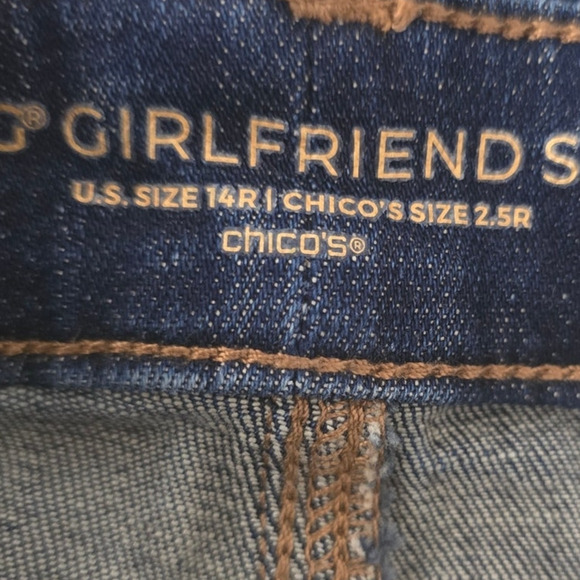 G® GIRLFRIEND S
U.S. SIZE 14R | CHICO'S SIZE 2.5R
chico's®